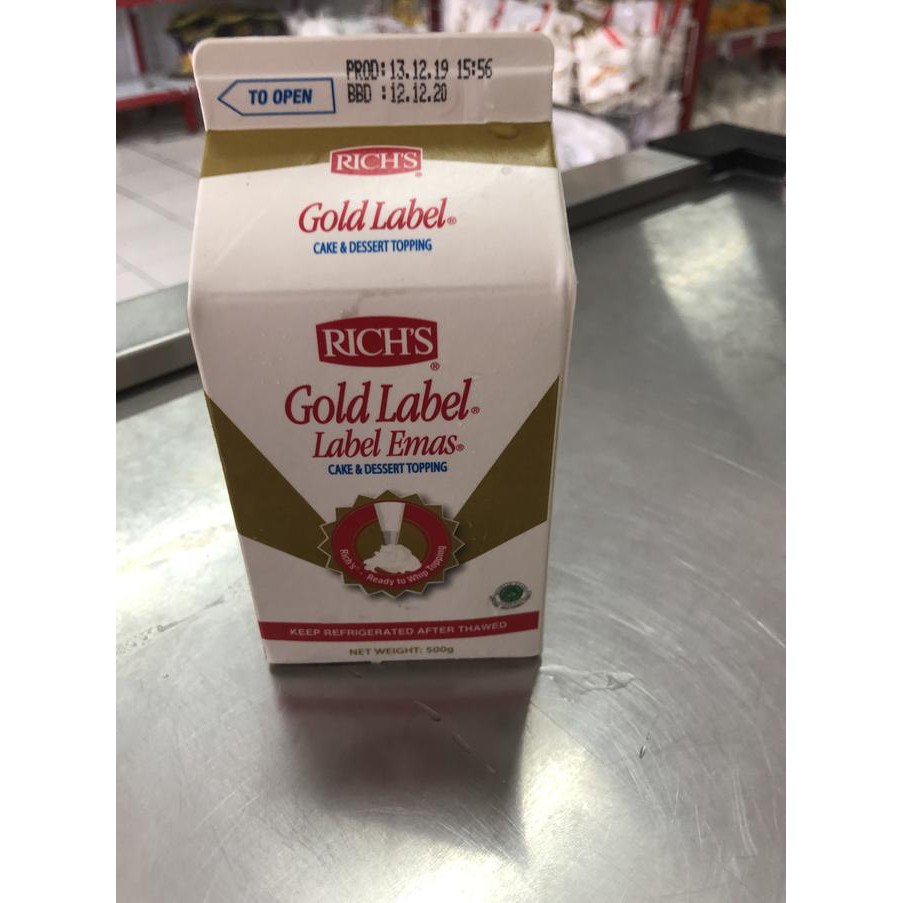 PROD: 13.12.19 15:56
TO OPEN
BBD : 12.12.20
RICH'S
Gold Label®
CAKE & DESSERT TOPPING
RICH'S®
Gold Label®
Label Emas®
CAKE & DESSERT TOPPING
Rich's Ready to Whip Topping
KEEP REFRIGERATED AFTER THAWED
NET WEIGHT: 500g